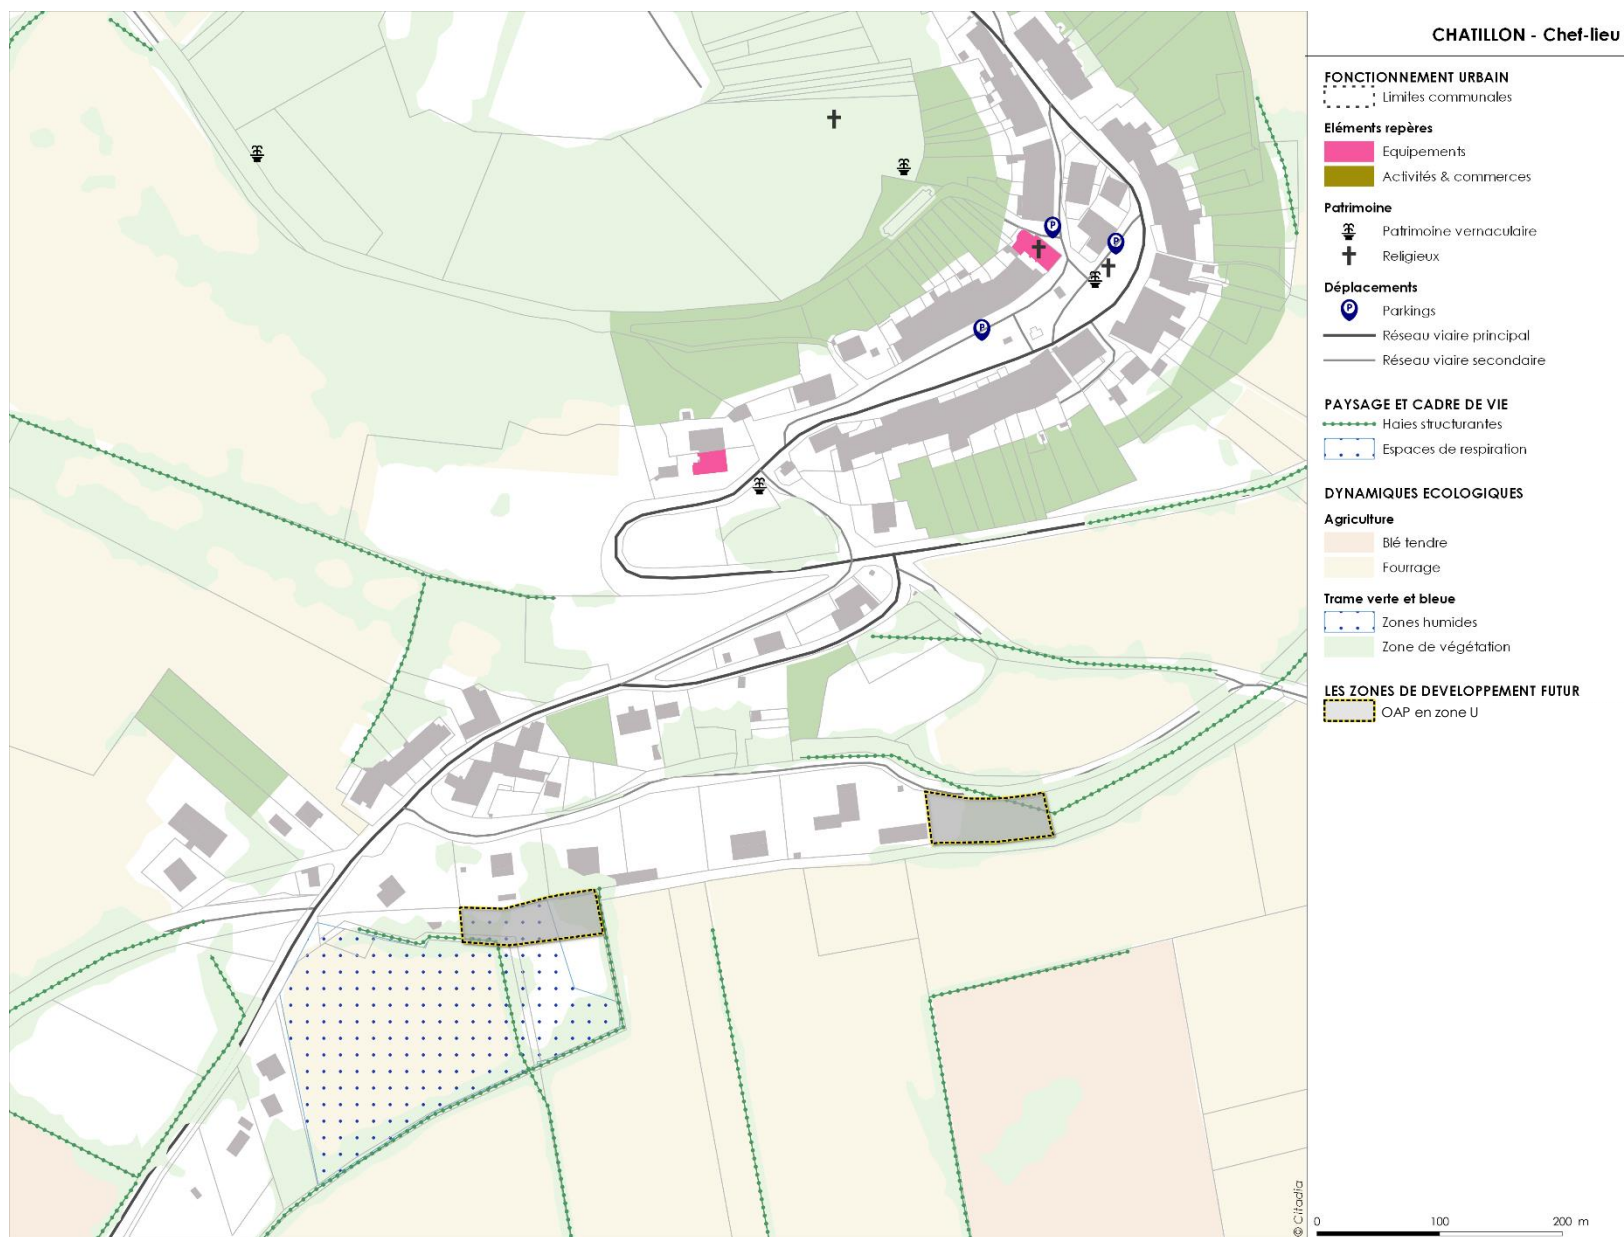 CHATILLON - Chef-lieu
FONCTIONNEMENT URBAIN
Limites communales
Eléments repères
Equipements
Activités & commerces
Patrimoine
Patrimoine vernaculaire
Religieux
Déplacements
P Parkings
Réseau viaire principal
Réseau viaire secondaire
PAYSAGE ET CADRE DE VIE
Haies structurantes
Espaces de respiration
DYNAMIQUES ECOLOGIQUES
Agriculture
Blé tendre
Fourrage
Trame verte et bleue
Zones humides
Zone de végétation
LES ZONES DE DEVELOPPEMENT FUTUR
OAP en zone U
P
P
P
© Citadia
0 100 200 m